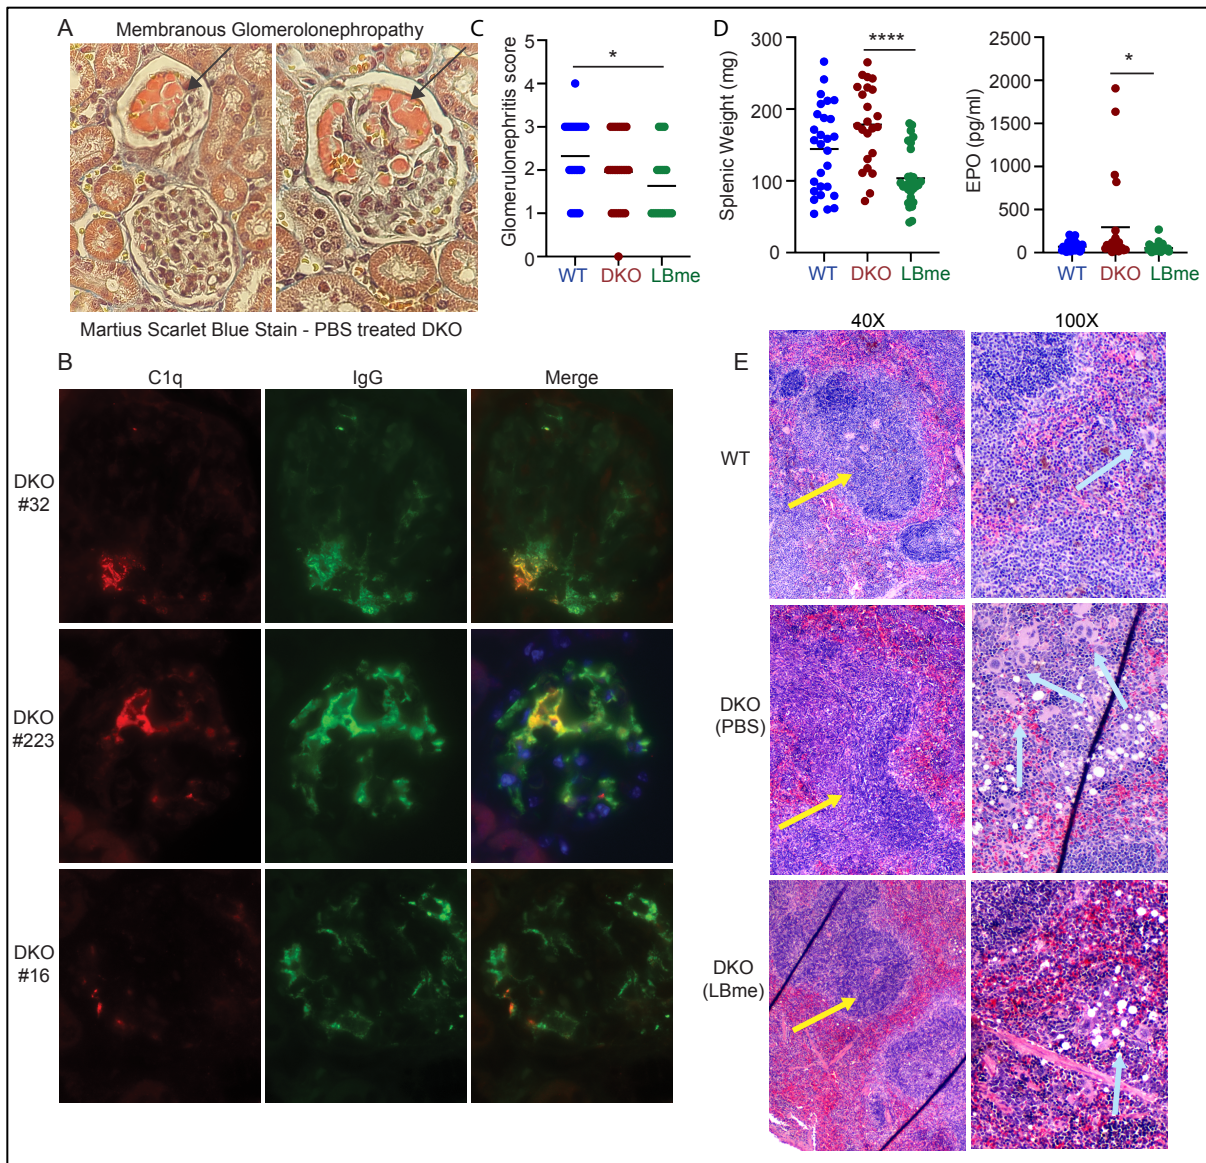 A
Membranous Glomerolonephropathy
Martius Scarlet Blue Stain - PBS treated DKO
B
C1q
IgG
Merge
DKO
#32
DKO
#223
DKO
#16
C
Glomerulonephritis score
5
4
3
2
1
0
*
WT
DKO
LBme
D
Splenic Weight (mg)
300
200
100
0
****
WT
DKO
LBme
EPO (pg/ml)
2500
2000
1500
1000
500
0
*
WT
DKO
LBme
E
40X
100X
WT
DKO
(PBS)
DKO
(LBme)